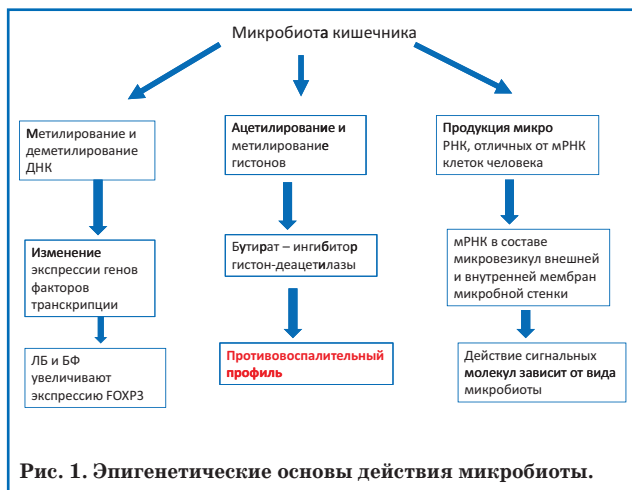 Микробиота кишечника
Метилирование и
деметилирование
ДНК
Ацетилирование и
метилирование
гистонов
Продукция микро
РНК, отличных от мРНК
клеток человека
Изменение
экспрессии генов
факторов
транскрипции
Бутират – ингибитор
гистон-деацетилазы
мРНК в составе
микровезикул внешней
и внутренней мембран
микробной стенки
ЛБ и БФ
увеличивают
экспрессию FOXP3
Противовоспалительный
профиль
Действие сигнальных
молекул зависит от вида
микробиоты
Рис. 1. Эпигенетические основы действия микробиоты.